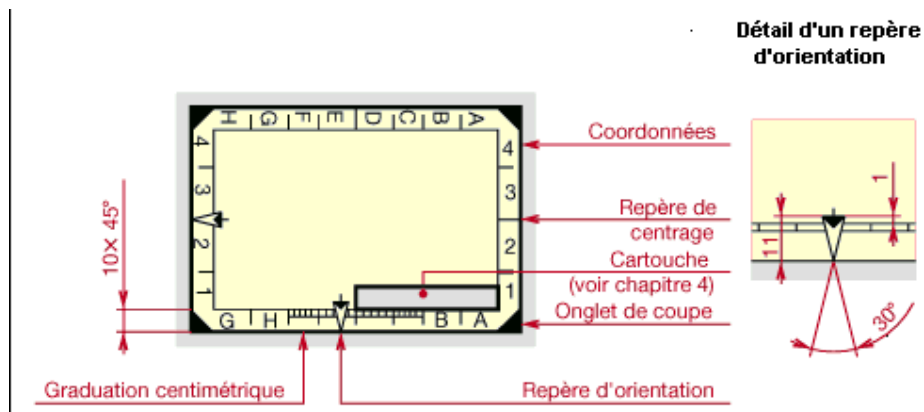 Détail d'un repère
d'orientation
H G F E D C B A
4 4
3 3
2 2
1 1
G H B A
Coordonnées
Repère de
centrage
Cartouche
(voir chapitre 4)
Onglet de coupe
10× 45°
Graduation centimétrique
Repère d'orientation
1
11
30°